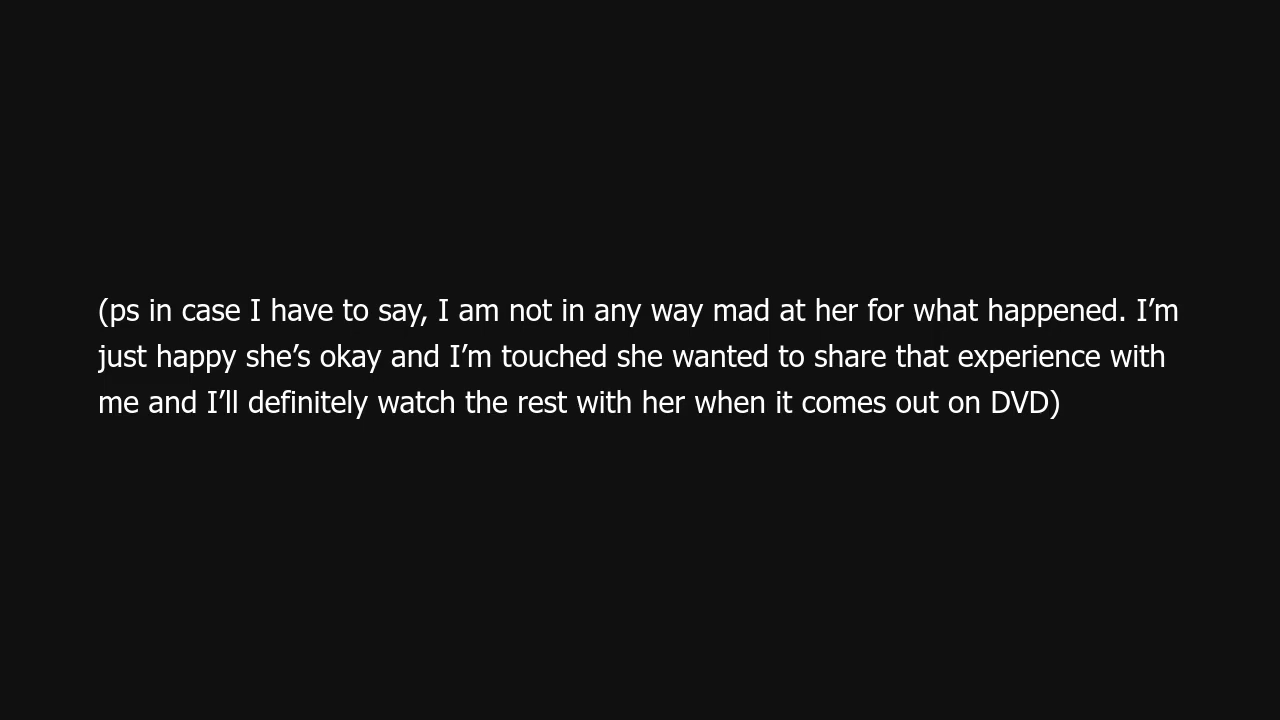 (ps in case I have to say, I am not in any way mad at her for what happened. I’m
just happy she’s okay and I’m touched she wanted to share that experience with
me and I’ll definitely watch the rest with her when it comes out on DVD)